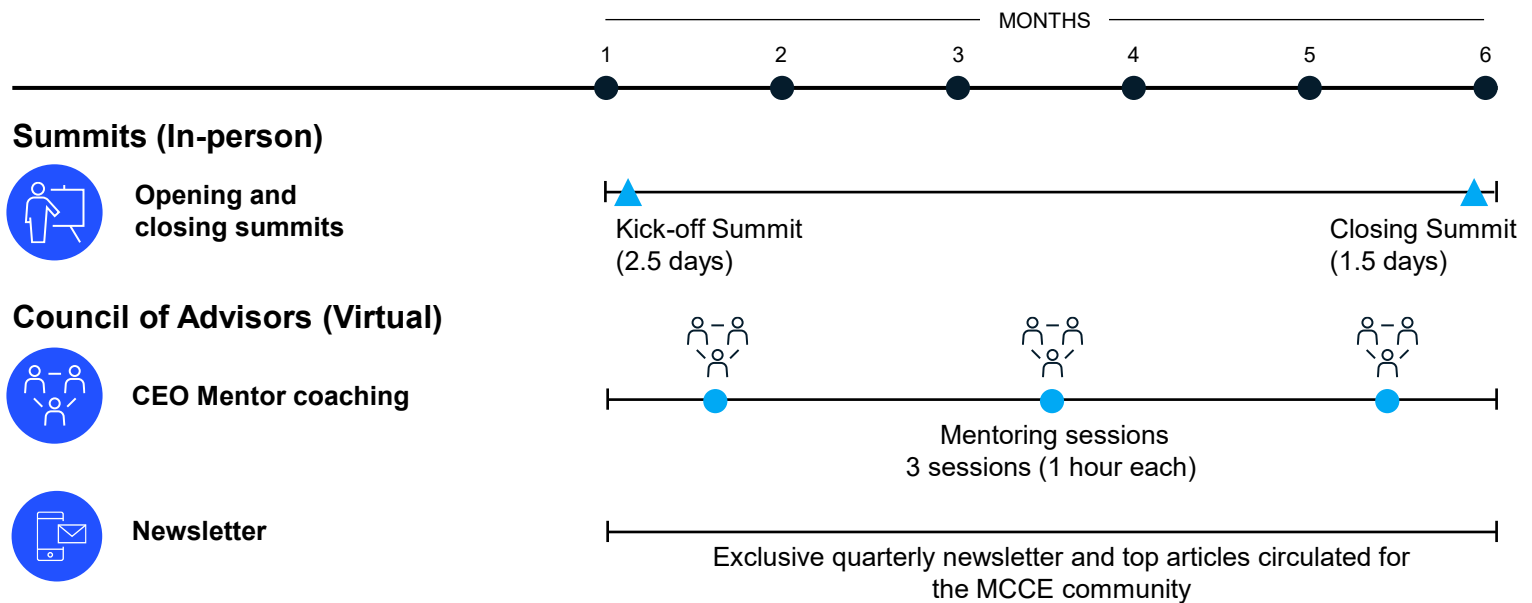 MONTHS
1 2 3 4 5 6
Summits (In-person)
Opening and
closing summits
Kick-off Summit
(2.5 days)
Closing Summit
(1.5 days)
Council of Advisors (Virtual)
CEO Mentor coaching
Mentoring sessions
3 sessions (1 hour each)
Newsletter
Exclusive quarterly newsletter and top articles circulated for
the MCCE community